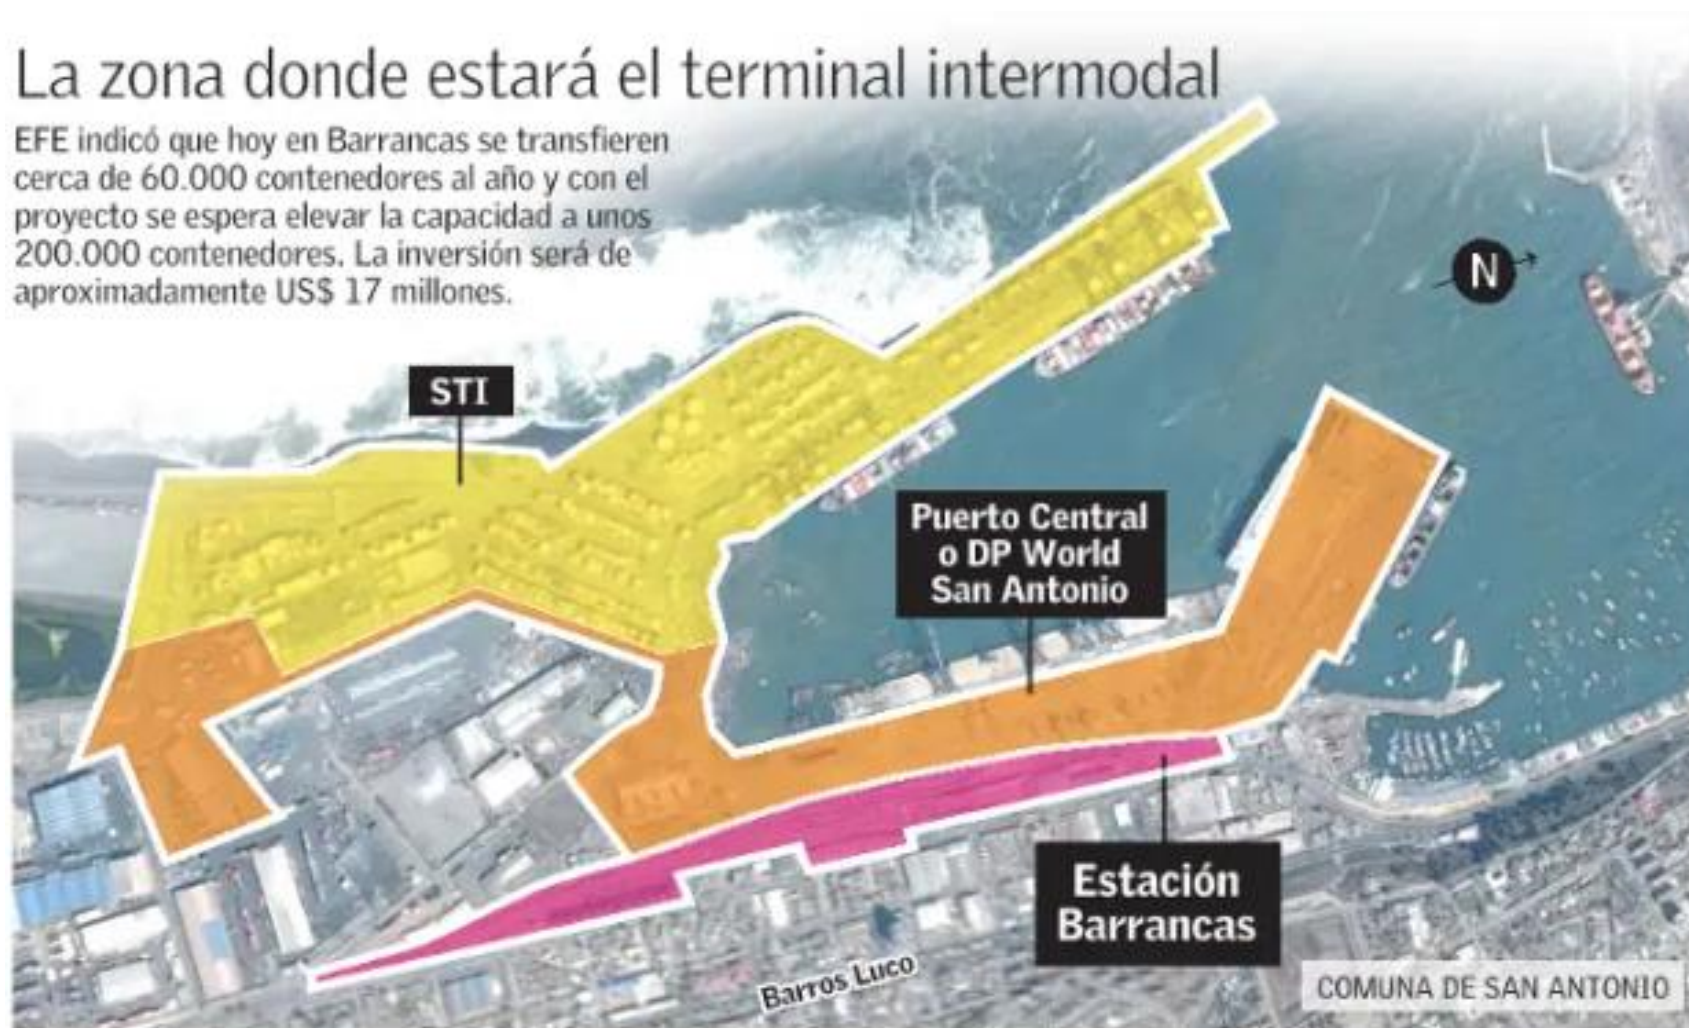 La zona donde estará el terminal intermodal
EFE indicó que hoy en Barrancas se transfieren
cerca de 60.000 contenedores al año y con el
proyecto se espera elevar la capacidad a unos
200.000 contenedores. La inversión será de
aproximadamente US$ 17 millones.
N
STI
Puerto Central
o DP World
San Antonio
Estación
Barrancas
Barros Luco
COMUNA DE SAN ANTONIO